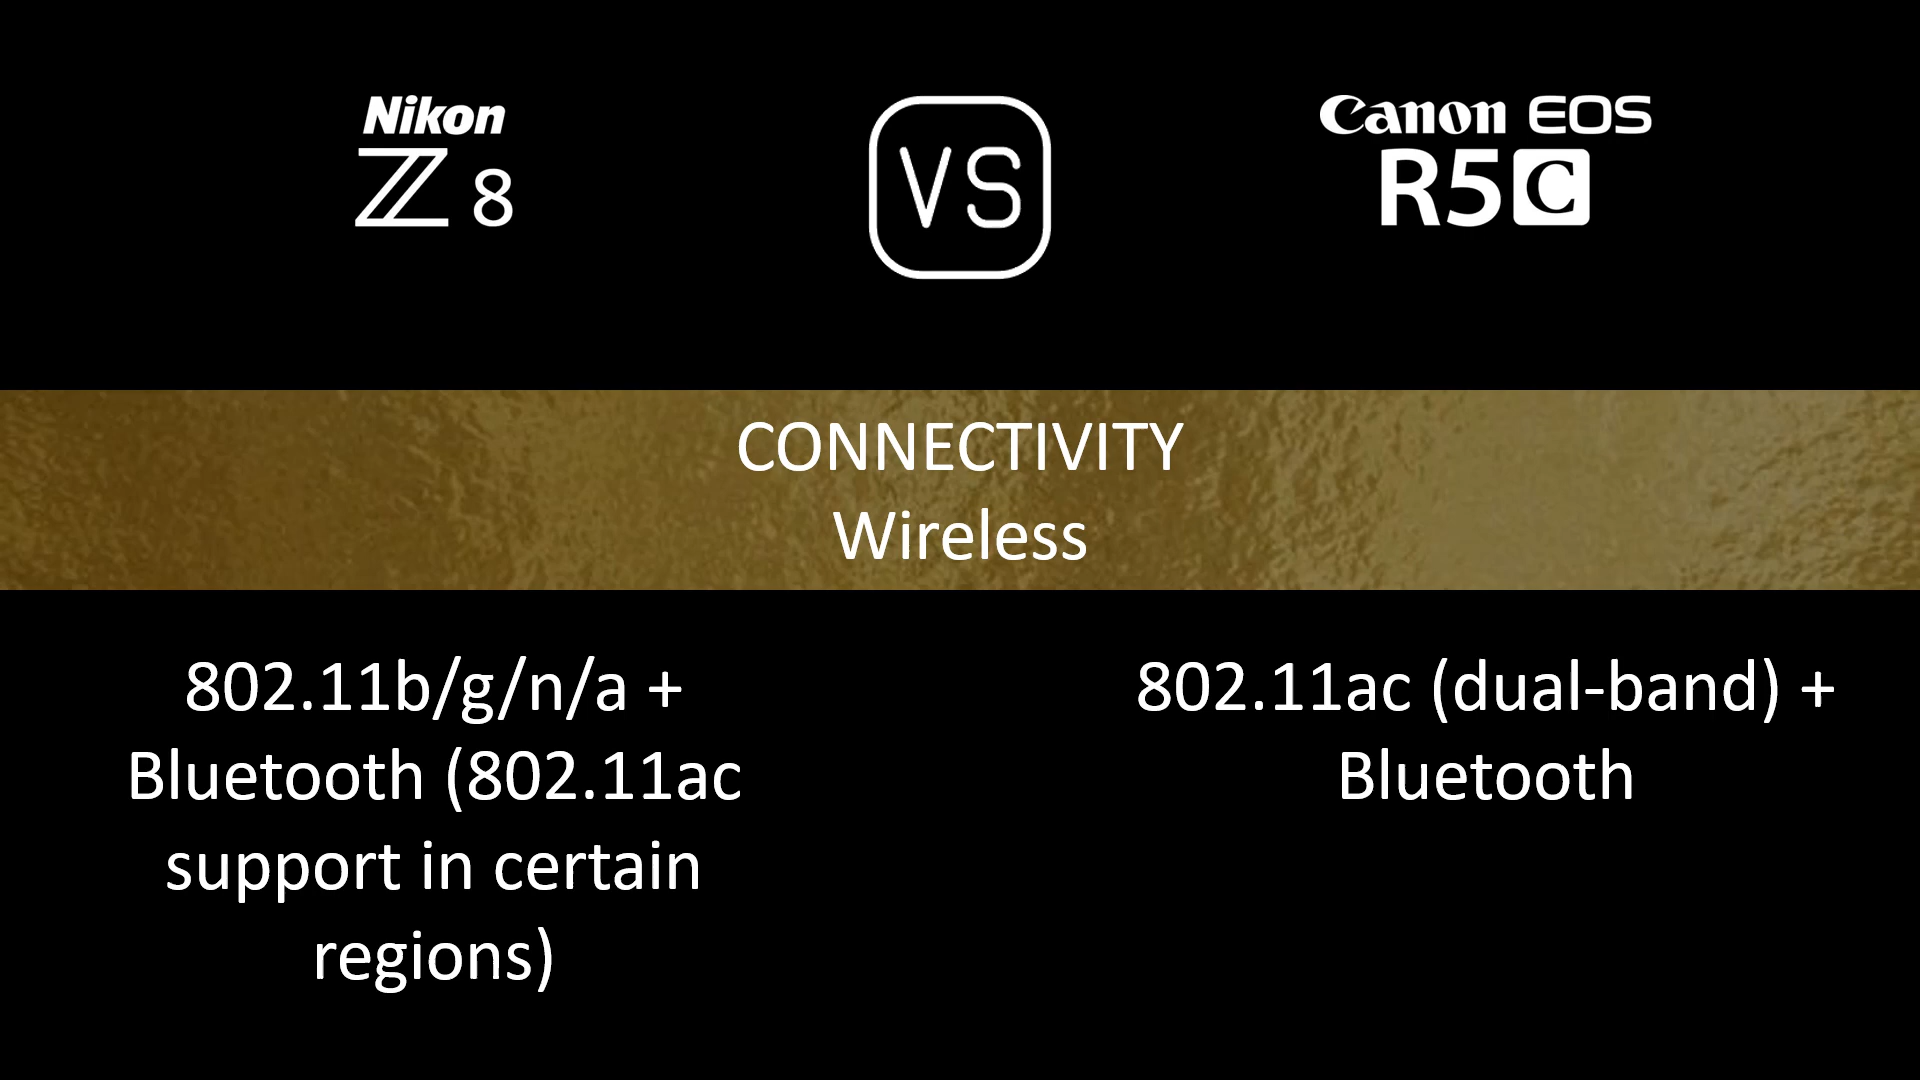 Nikon
Z 8
VS
Canon EOS
R5 C
CONNECTIVITY
Wireless
802.11b/g/n/a +
Bluetooth (802.11ac
support in certain
regions)
802.11ac (dual-band) +
Bluetooth